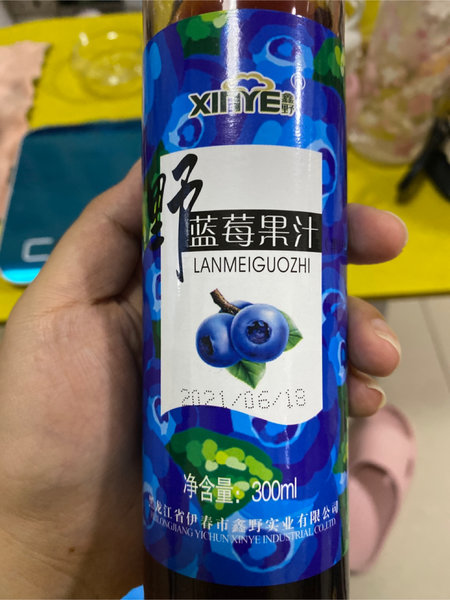 XINYE 鑫野
®
野蓝莓果汁
LANMEIGUOZHI
2021/06/18
净含量：300ml
黑龙江省伊春市鑫野实业有限公司
HEILONGJIANG YICHUN XINYE INDUSTRIAL CO.,LTD.